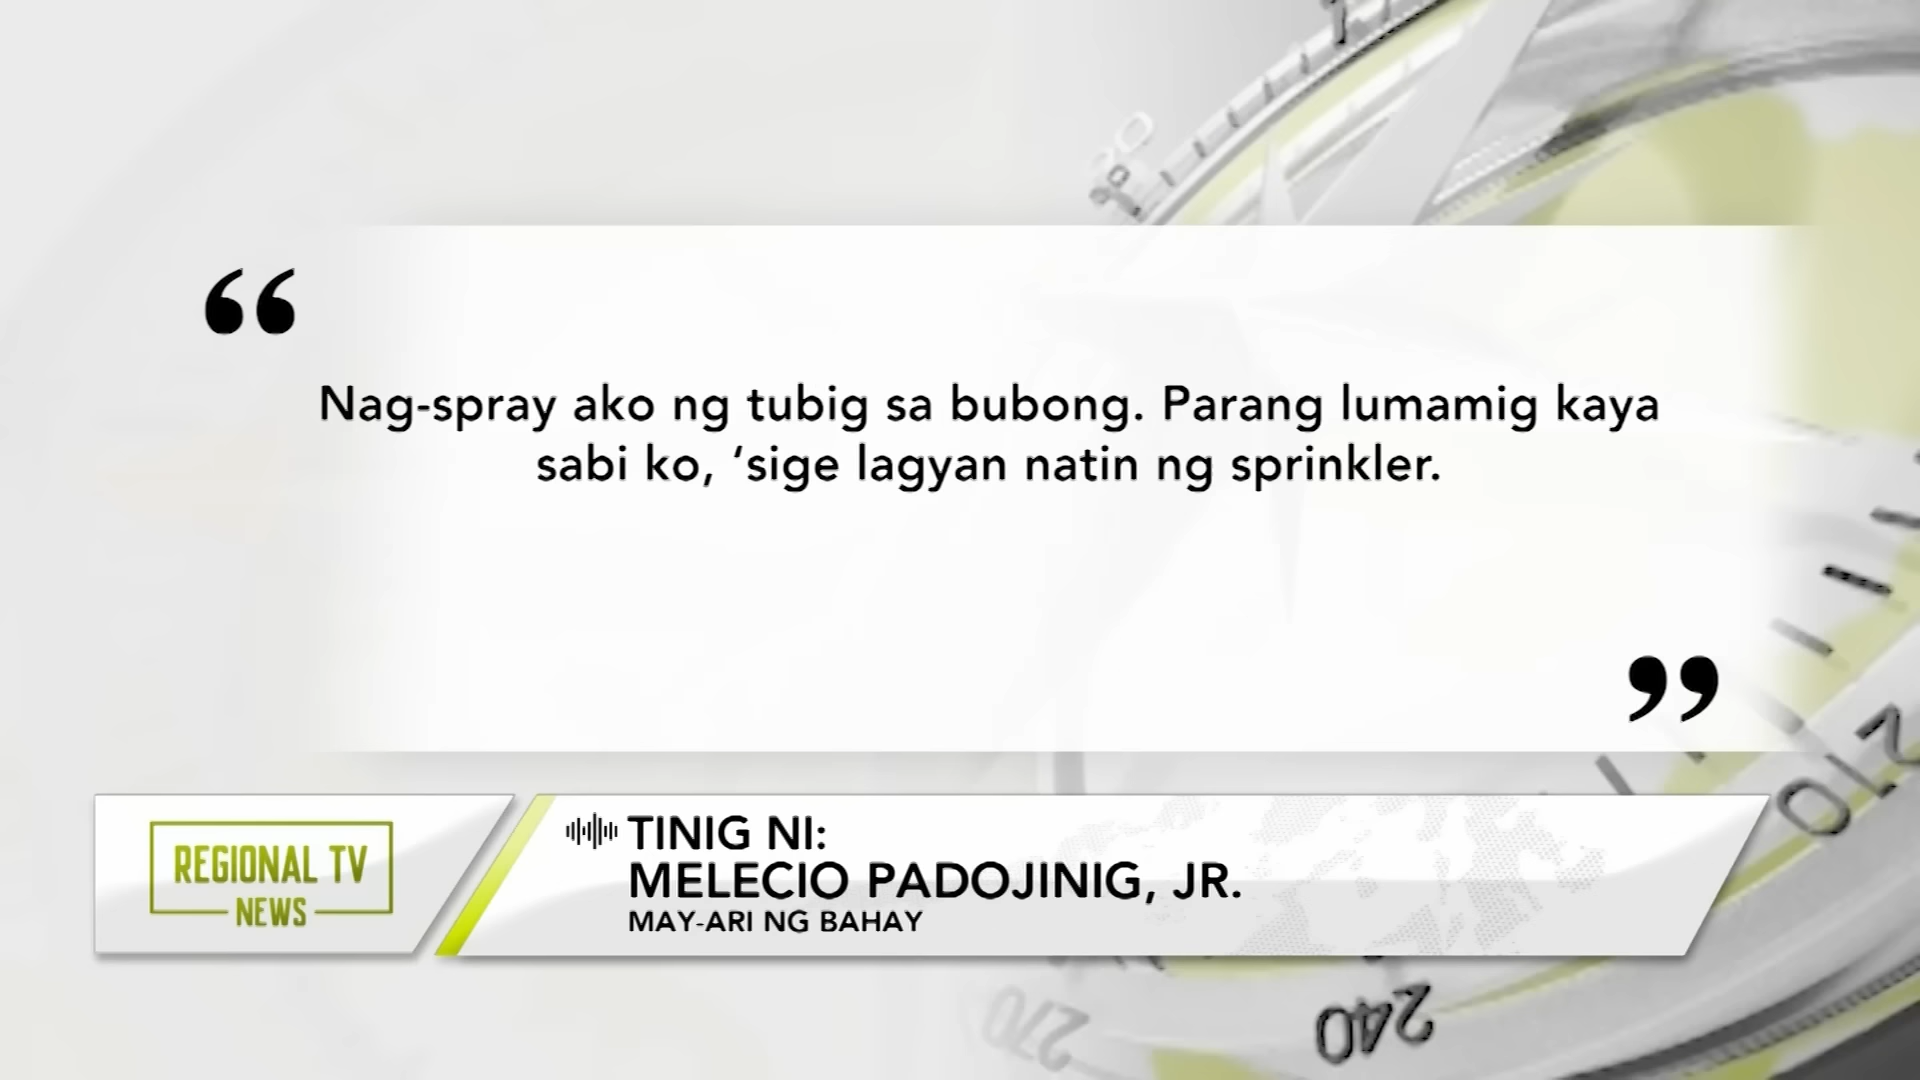 “
Nag-spray ako ng tubig sa bubong. Parang lumamig kaya
sabi ko, ‘sige lagyan natin ng sprinkler.
”
REGIONAL TV
NEWS
TINIG NI:
MELECIO PADOJINIG, JR.
MAY-ARI NG BAHAY
210
240
270